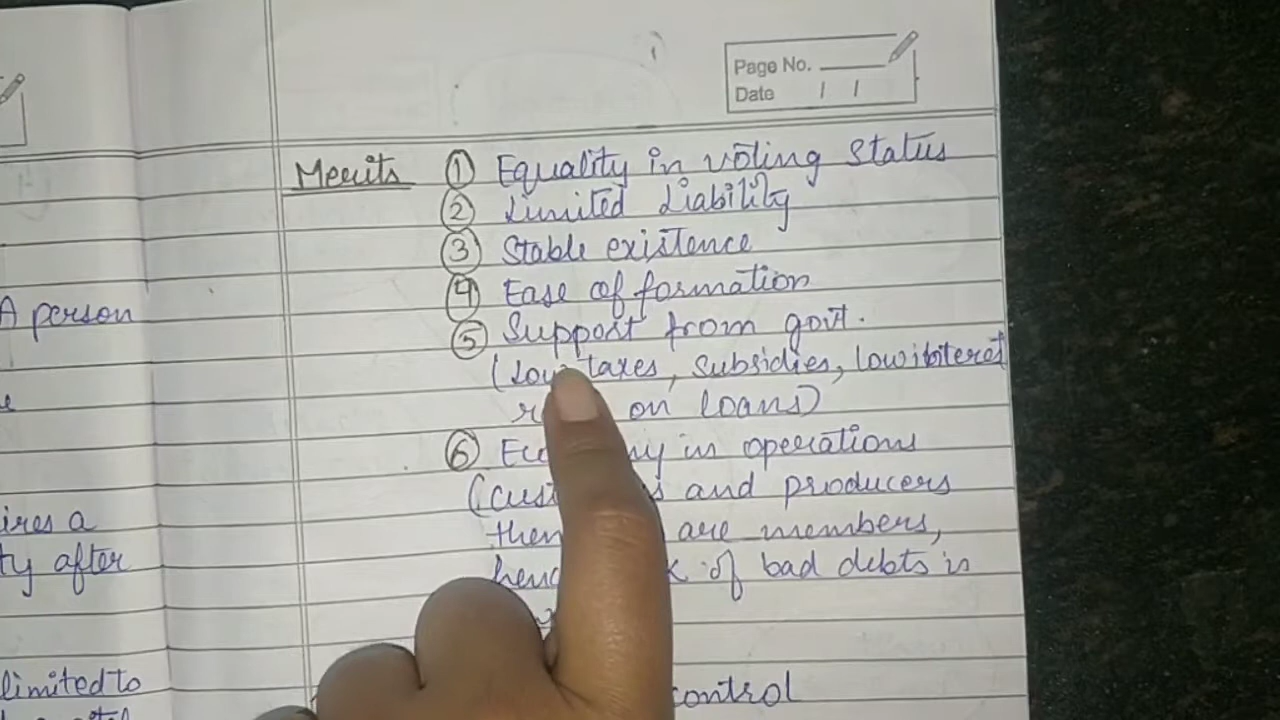 Page No.
Date / /
Merits ① Equality in voting status
② Limited Liability
③ Stable existence
④ Ease of formation
⑤ Support from govt.
(Low taxes, Subsidies, low interest
on loans)
⑥ in operations
and producers
are members,
of bad debts is
control
A person
ires a
ty after
limited to